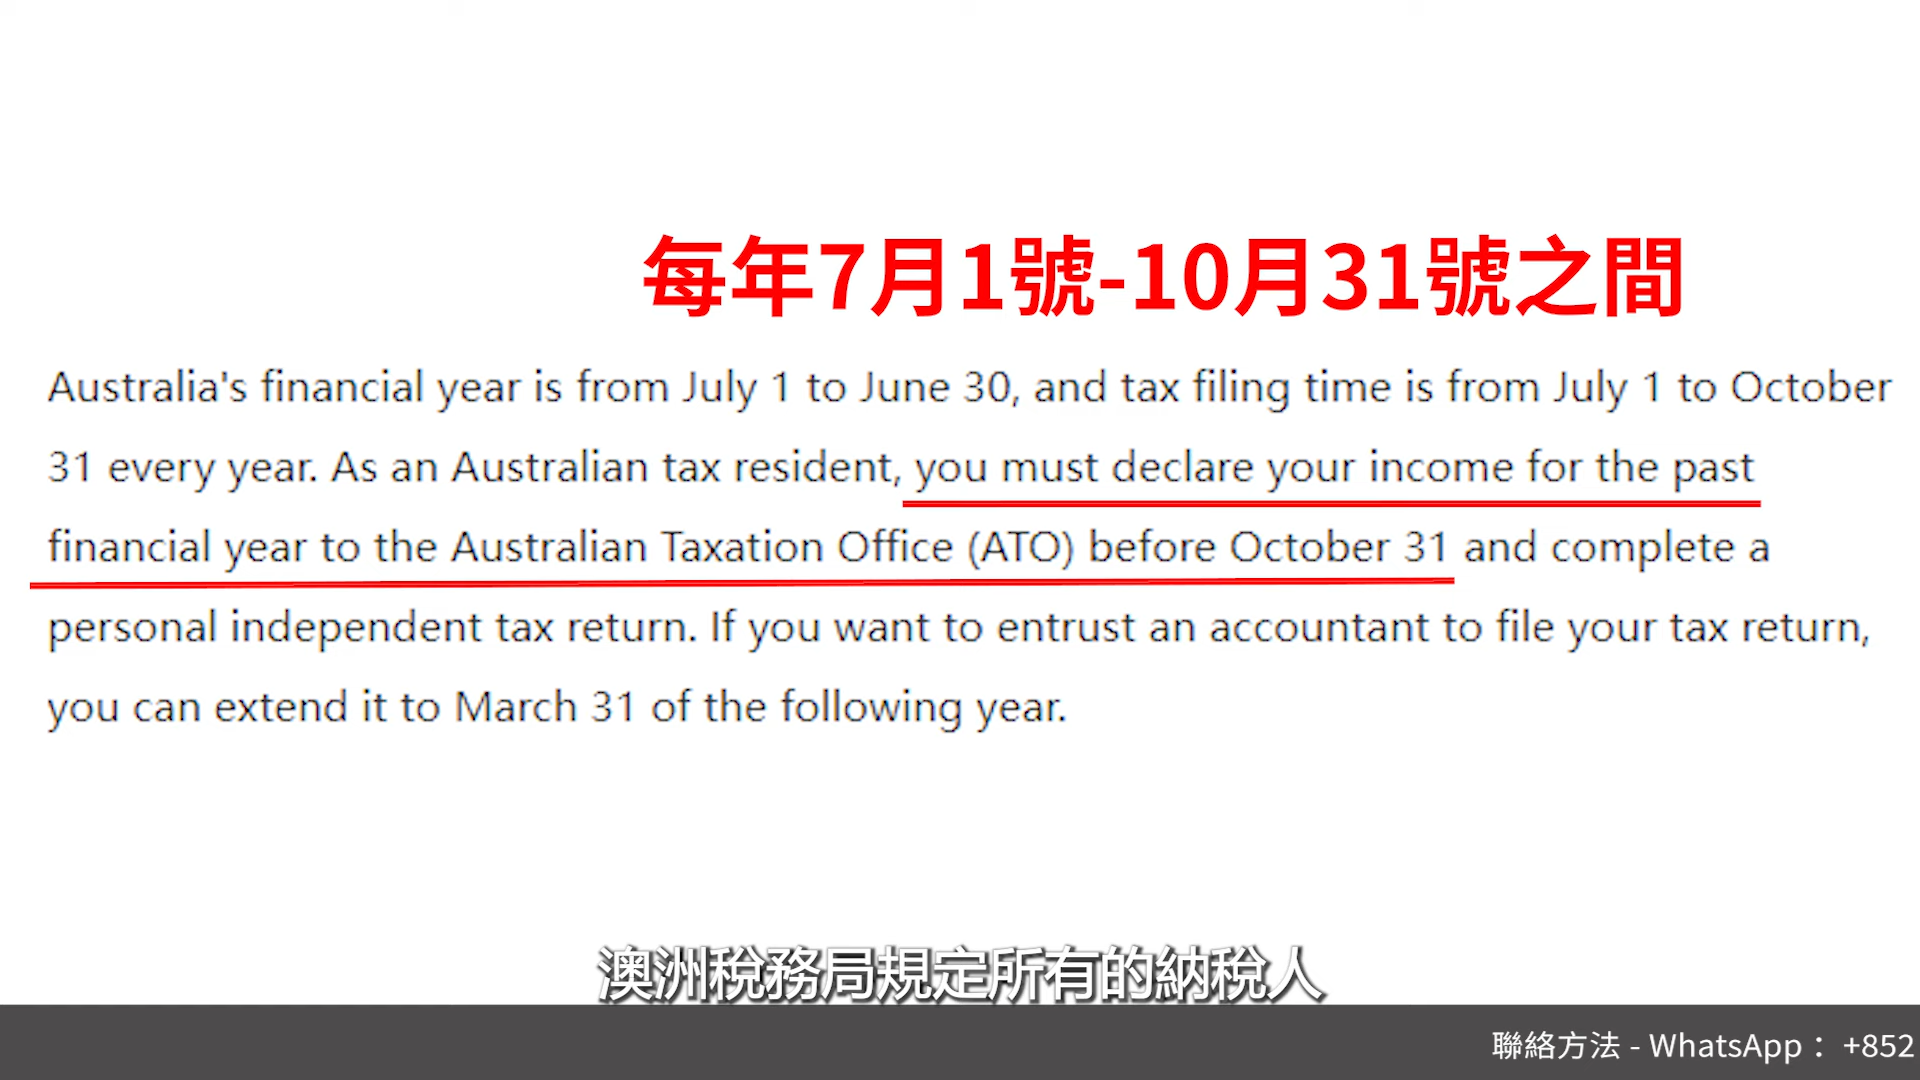 每年7月1號-10月31號之間
Australia's financial year is from July 1 to June 30, and tax filing time is from July 1 to October
31 every year. As an Australian tax resident, you must declare your income for the past
financial year to the Australian Taxation Office (ATO) before October 31 and complete a
personal independent tax return. If you want to entrust an accountant to file your tax return,
you can extend it to March 31 of the following year.
澳洲稅務局規定所有的納稅人
聯絡方法 - WhatsApp： +852